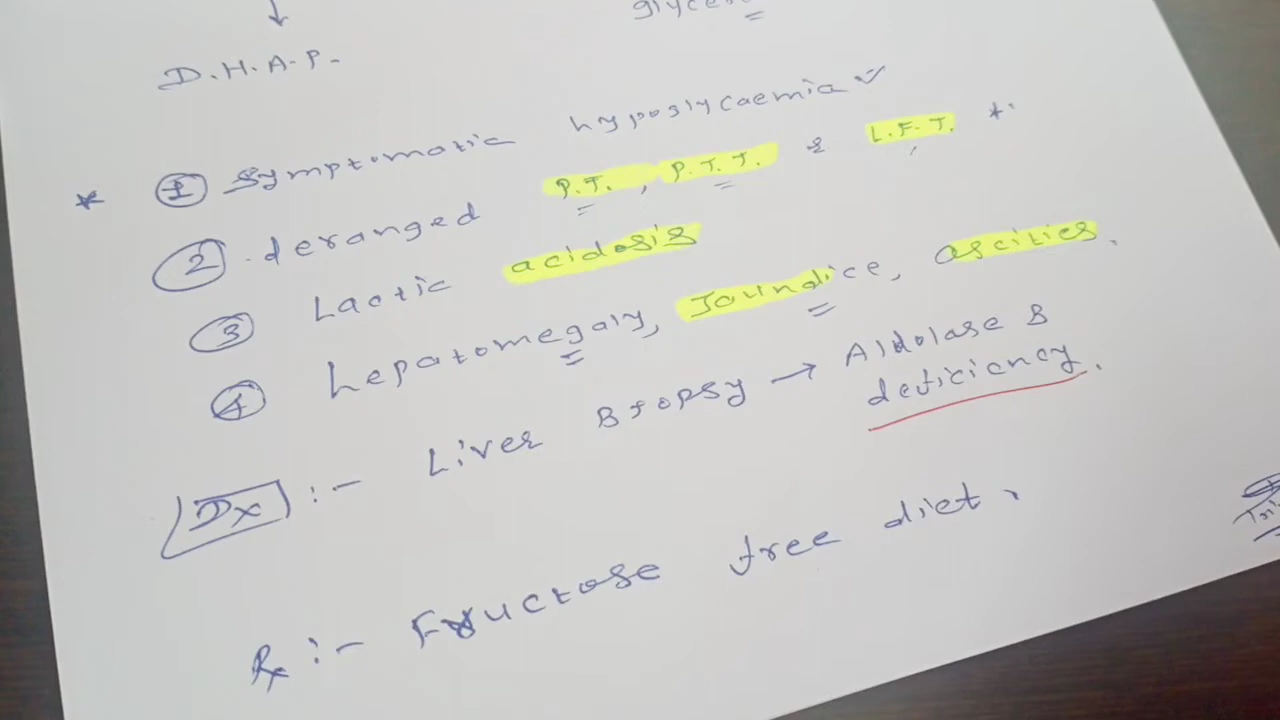 D.H.A.P.
* ① Symptomatic hypoglycaemia ✓
② deranged P.T., P.T.T. & L.F.T. *
③ Lactic acidosis
④ hepatomegaly, Jaundice, ascities.
Dx :- Liver Biopsy → Aldolase B
deficiency.
Rx :- Fructose free diet.